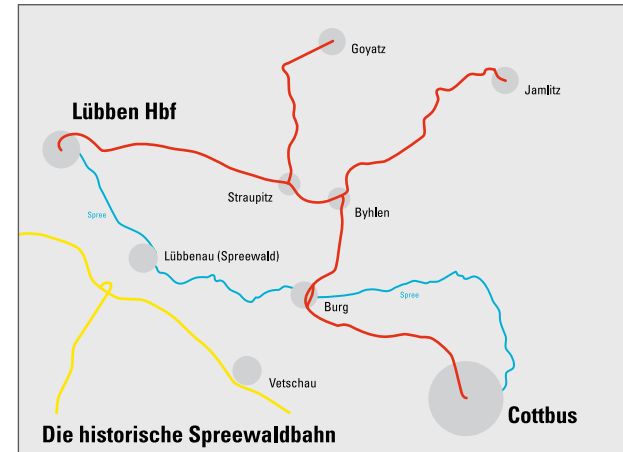 Goyatz
Jamlitz
Lübben Hbf
Straupitz
Byhlen
Spree
Lübbenau (Spreewald)
Spree
Burg
Vetschau
Cottbus
Die historische Spreewaldbahn